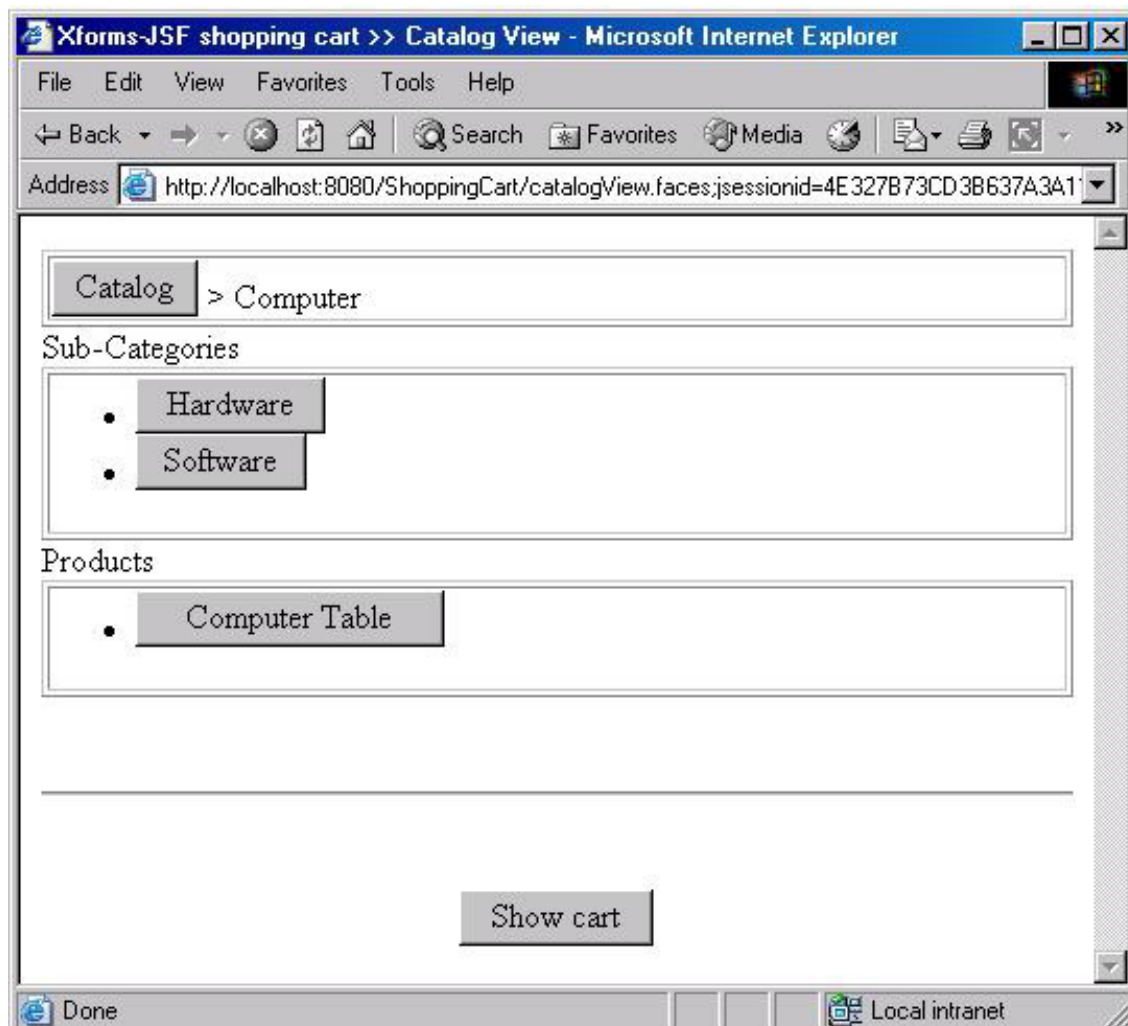 Xforms-JSF shopping cart >> Catalog View - Microsoft Internet Explorer
File Edit View Favorites Tools Help
Back Search Favorites Media »
Address http://localhost:8080/ShoppingCart/catalogView.faces;jsessionid=4E327B73CD3B637A3A1
Catalog > Computer
Sub-Categories
• Hardware
• Software
Products
• Computer Table
Show cart
Done Local intranet